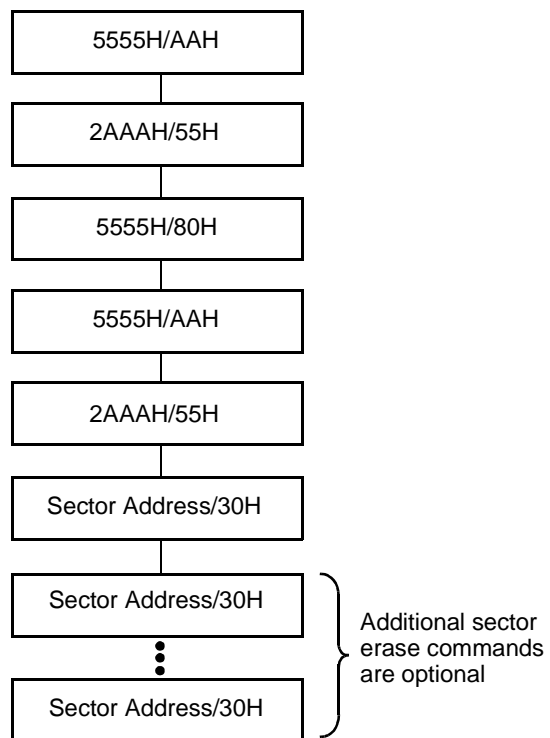 5555H/AAH
2AAAH/55H
5555H/80H
5555H/AAH
2AAAH/55H
Sector Address/30H
Sector Address/30H
Sector Address/30H
Additional sector
erase commands
are optional